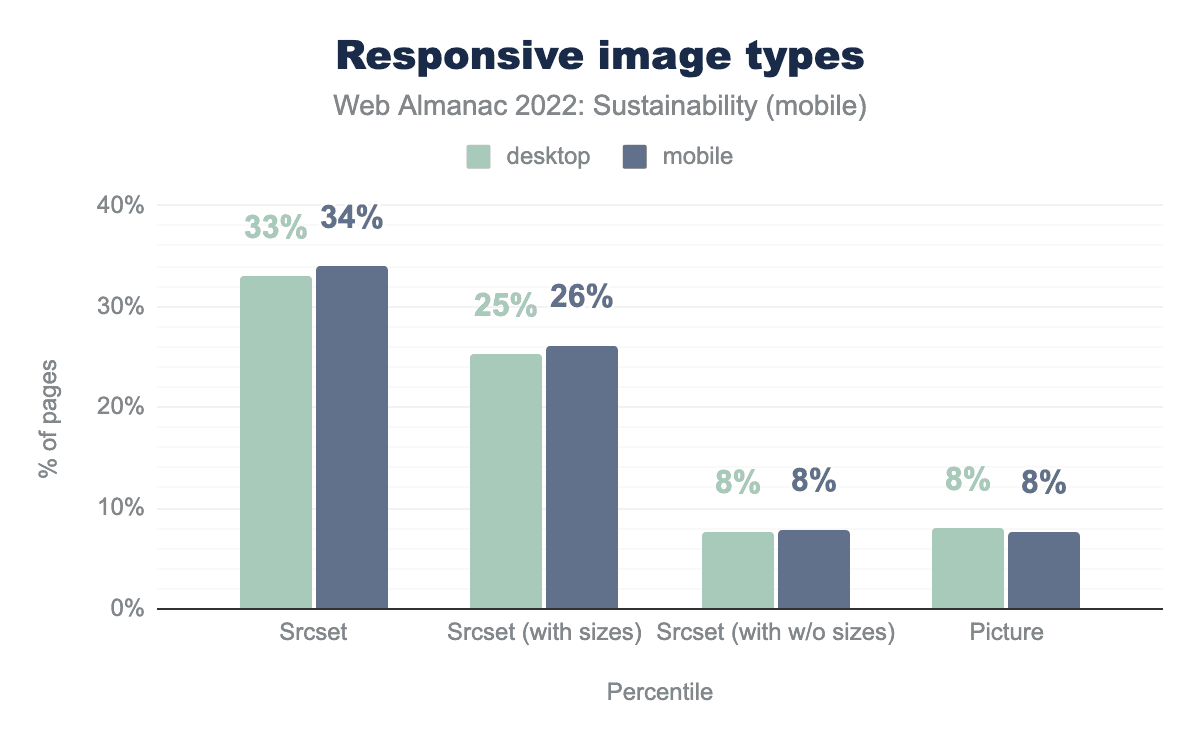 Responsive image types
Web Almanac 2022: Sustainability (mobile)
desktop mobile
40%
33% 34%
30%
25% 26%
20%
10%
8% 8% 8% 8%
0%
% of pages
Srcset Srcset (with sizes) Srcset (with w/o sizes) Picture
Percentile